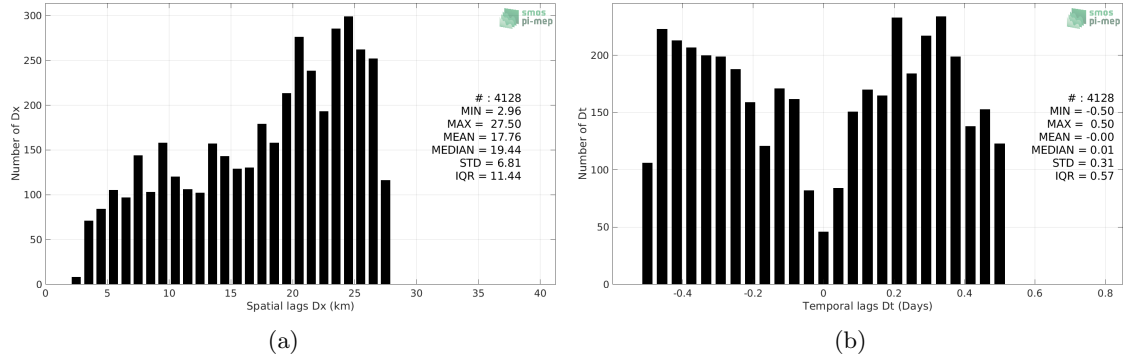 300
250
200
150
100
50
0
Number of Dx
0 5 10 15 20 25 30 35 40
Spatial lags Dx (km)
smos
pi-mep
# : 4128
MIN = 2.96
MAX = 27.50
MEAN = 17.76
MEDIAN = 19.44
STD = 6.81
IQR = 11.44
(a)
200
150
100
50
0
Number of Dt
-0.4 -0.2 0 0.2 0.4 0.6 0.8
Temporal lags Dt (Days)
smos
pi-mep
# : 4128
MIN = -0.50
MAX = 0.50
MEAN = -0.00
MEDIAN = 0.01
STD = 0.31
IQR = 0.57
(b)